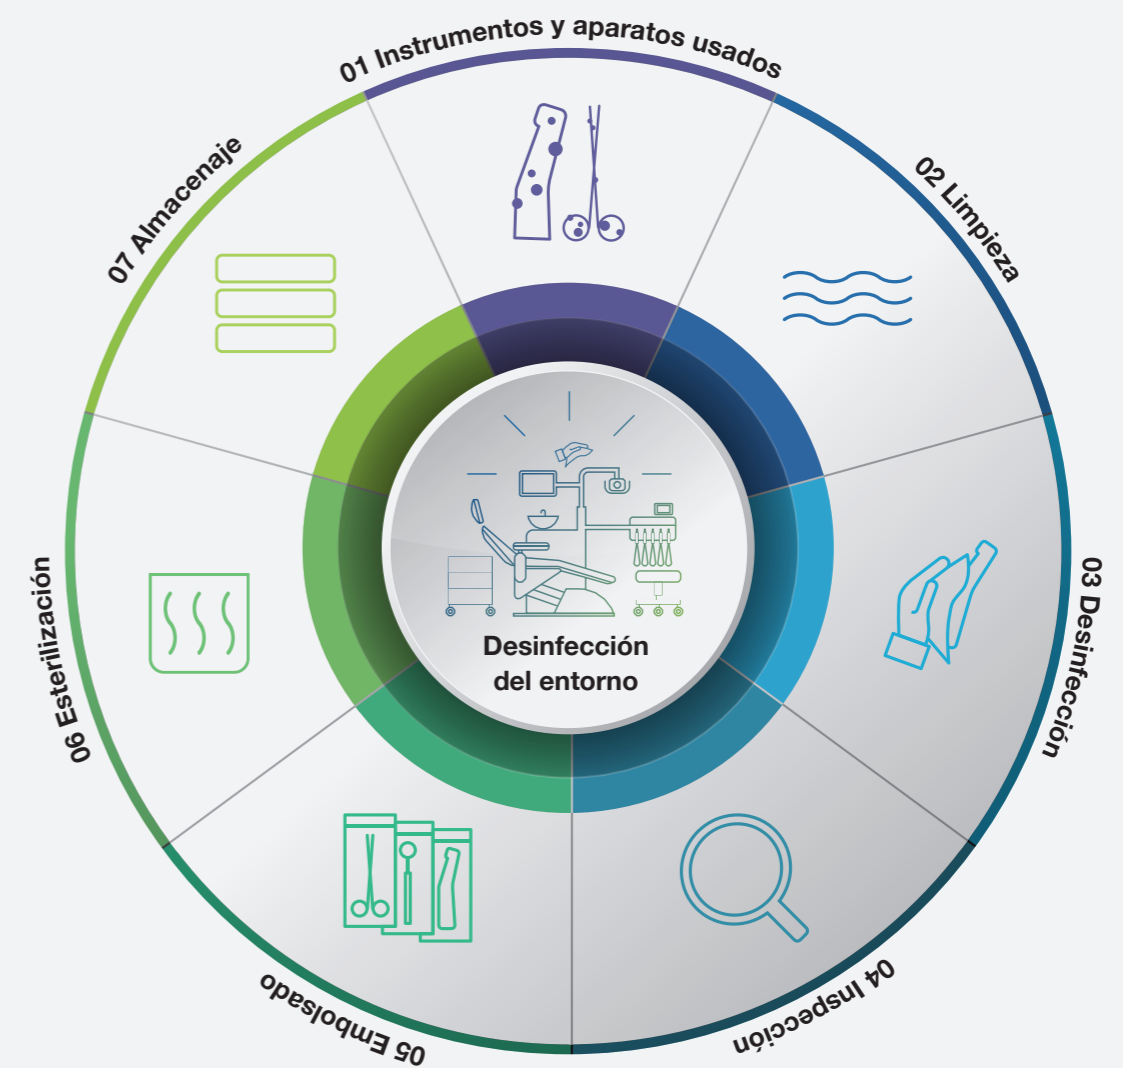 01 Instrumentos y aparatos usados
02 Limpieza
03 Desinfección
04 Inspección
05 Embolsado
06 Esterilización
07 Almacenaje
Desinfección
del entorno